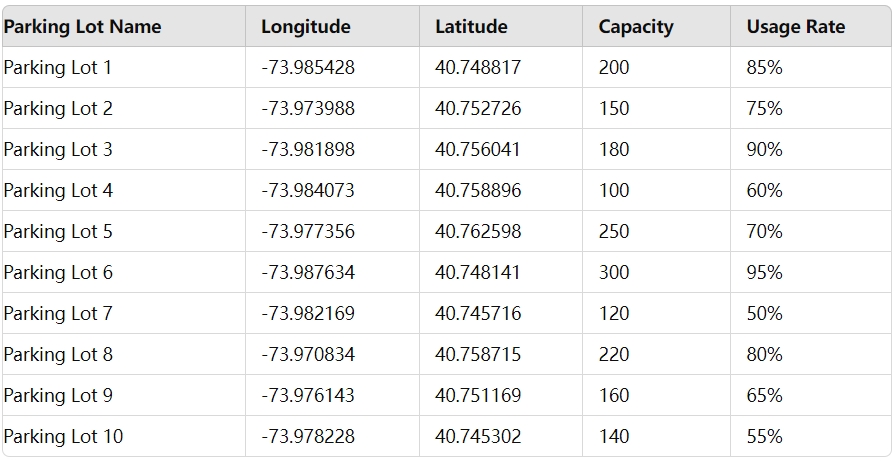 Parking Lot Name Longitude Latitude Capacity Usage Rate
Parking Lot 1 -73.985428 40.748817 200 85%
Parking Lot 2 -73.973988 40.752726 150 75%
Parking Lot 3 -73.981898 40.756041 180 90%
Parking Lot 4 -73.984073 40.758896 100 60%
Parking Lot 5 -73.977356 40.762598 250 70%
Parking Lot 6 -73.987634 40.748141 300 95%
Parking Lot 7 -73.982169 40.745716 120 50%
Parking Lot 8 -73.970834 40.758715 220 80%
Parking Lot 9 -73.976143 40.751169 160 65%
Parking Lot 10 -73.978228 40.745302 140 55%